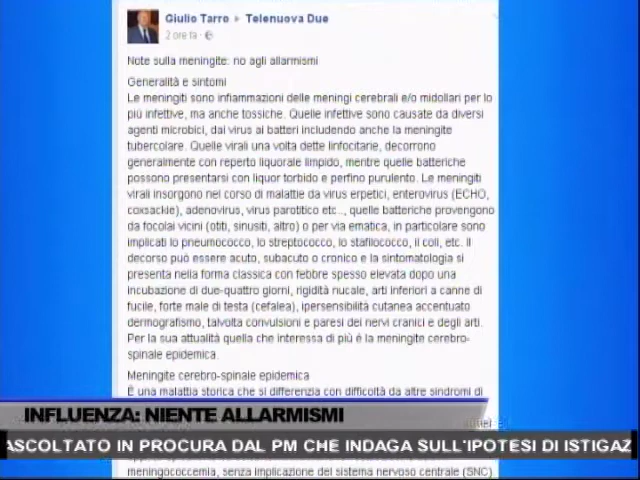 Giulio Tarro ▸ Telenuova Due
2 ore fa
Note sulla meningite: no agli allarmismi
Generalità e sintomi
Le meningiti sono infiammazioni delle meningi cerebrali e/o midollari per lo
più infettive, ma anche tossiche. Quelle infettive sono causate da diversi
agenti microbici, dai virus ai batteri includendo anche la meningite
tubercolare. Quelle virali una volta dette linfocitarie, decorrono
generalmente con reperto liquorale limpido, mentre quelle batteriche
possono presentarsi con liquor torbido e perfino purulento. Le meningiti
virali insorgono nel corso di malattie da virus erpetici, enterovirus (ECHO,
coxsackie), adenovirus, virus parotitico etc..., quelle batteriche provengono
da focolai vicini (otiti, sinusiti, altro) o per via ematica, in particolare sono
implicati lo pneumococco, lo streptococco, lo stafilococco, il coli, etc. Il
decorso può essere acuto, subacuto o cronico e la sintomatologia si
presenta nella forma classica con febbre spesso elevata dopo una
incubazione di due-quattro giorni, rigidità nucale, arti inferiori a canne di
fucile, forte male di testa (cefalea), ipersensibilità cutanea accentuato
dermografismo, talvolta convulsioni e paresi dei nervi cranici e degli arti.
Per la sua attualità quella che interessa di più é la meningite cerebro-
spinale epidemica.
Meningite cerebro-spinale epidemica
È una malattia storica che si differenzia con difficoltà da altre sindromi di
INFLUENZA: NIENTE ALLARMISMI
ASCOLTATO IN PROCURA DAL PM CHE INDAGA SULL'IPOTESI DI ISTIGAZ
meningococcemia, senza implicazione del sistema nervoso centrale (SNC)